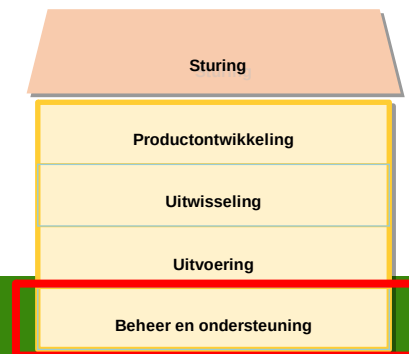 Sturing
Productontwikkeling
Uitwisseling
Uitvoering
Beheer en ondersteuning